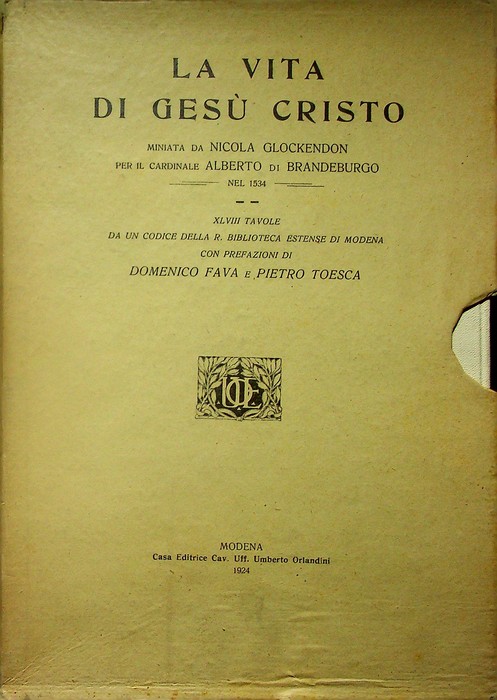 LA VITA
DI GESÙ CRISTO
MINIATA DA NICOLA GLOCKENDON
PER IL CARDINALE ALBERTO DI BRANDEBURGO
NEL 1534
XLVIII TAVOLE
DA UN CODICE DELLA R. BIBLIOTECA ESTENSE DI MODENA
CON PREFAZIONI DI
DOMENICO FAVA E PIETRO TOESCA
MODENA
Casa Editrice Cav. Uff. Umberto Orlandini
1924